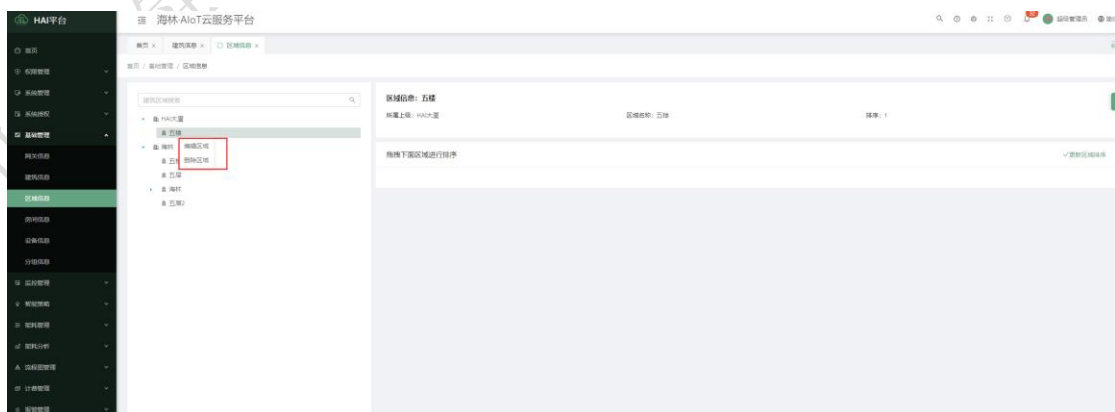 HAI平台
海林·AIoT云服务平台
超级管理员
首页
首页 × 建筑信息 × 区域信息 ×
权限管理
首页 / 基础管理 / 区域信息
系统管理
建筑区域搜索
区域信息: 五楼
系统授权
HAI大厦
所属上级: HAI大厦 区域名称: 五楼 排序: 1
基础管理
五楼
海林
编辑区域
删除区域
网关信息
拖拽下面区域进行排序
更新区域排序
建筑信息
五层
区域信息
海林
五层2
房间信息
设备信息
分组信息
监控管理
智能策略
能耗管理
能耗分析
流程图管理
计费管理
报警管理